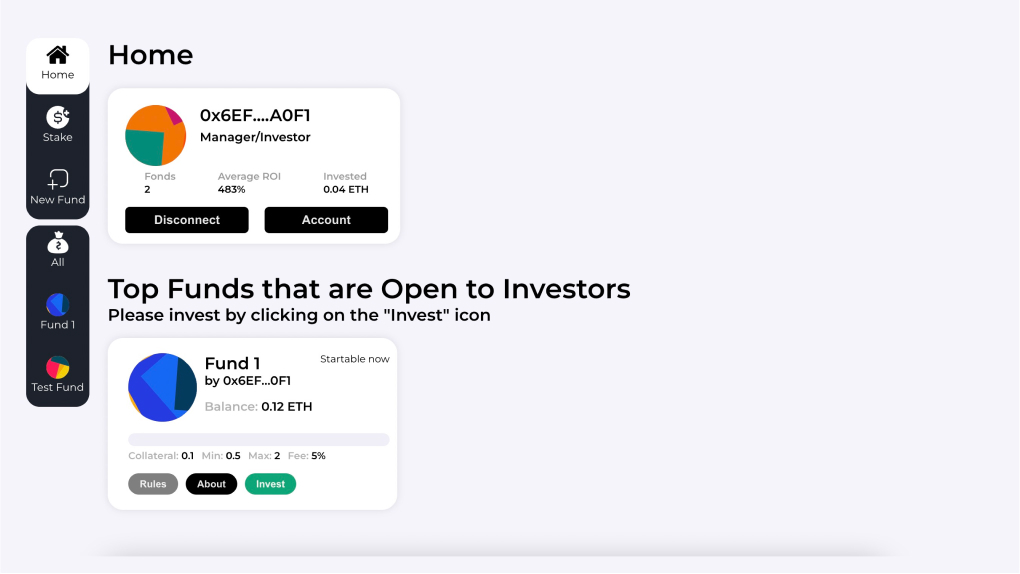 Home
Stake
New Fund
All
Fund 1
Test Fund
Home
0x6EF....A0F1
Manager/Investor
Fonds Average ROI Invested
2 483% 0.04 ETH
Disconnect Account
Top Funds that are Open to Investors
Please invest by clicking on the "Invest" icon
Fund 1 Startable now
by 0x6EF...0F1
Balance: 0.12 ETH
Collateral: 0.1 Min: 0.5 Max: 2 Fee: 5%
Rules About Invest